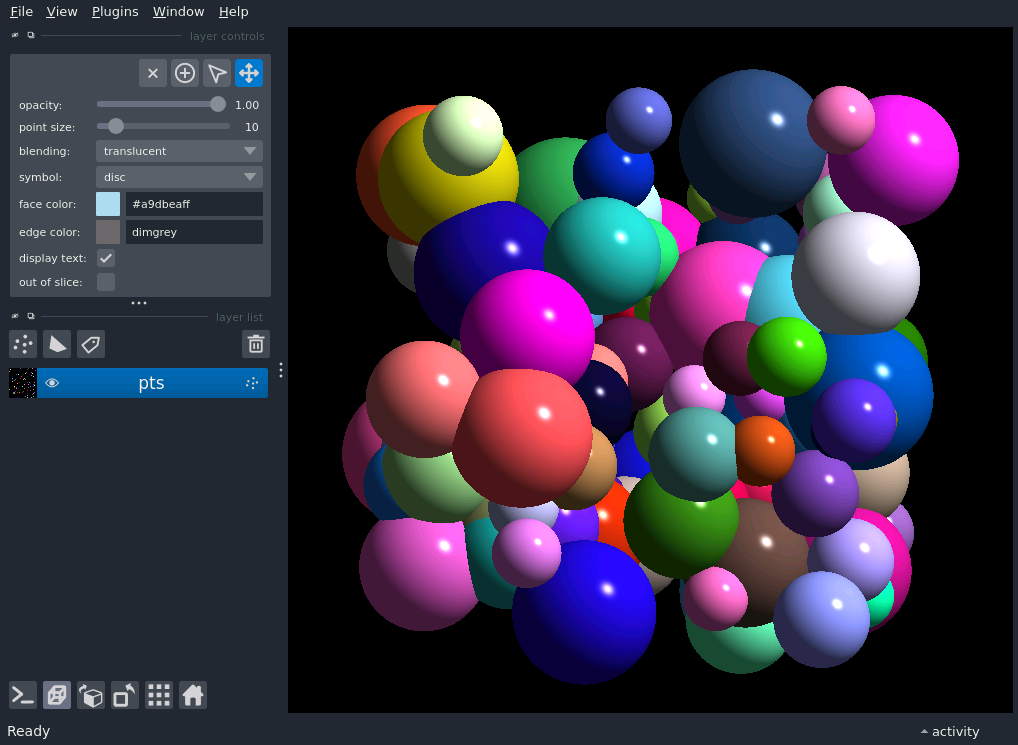 File View Plugins Window Help
layer controls
opacity: 1.00
point size: 10
blending: translucent
symbol: disc
face color: #a9dbeaff
edge color: dimgrey
display text:
out of slice:
layer list
pts
Ready
activity